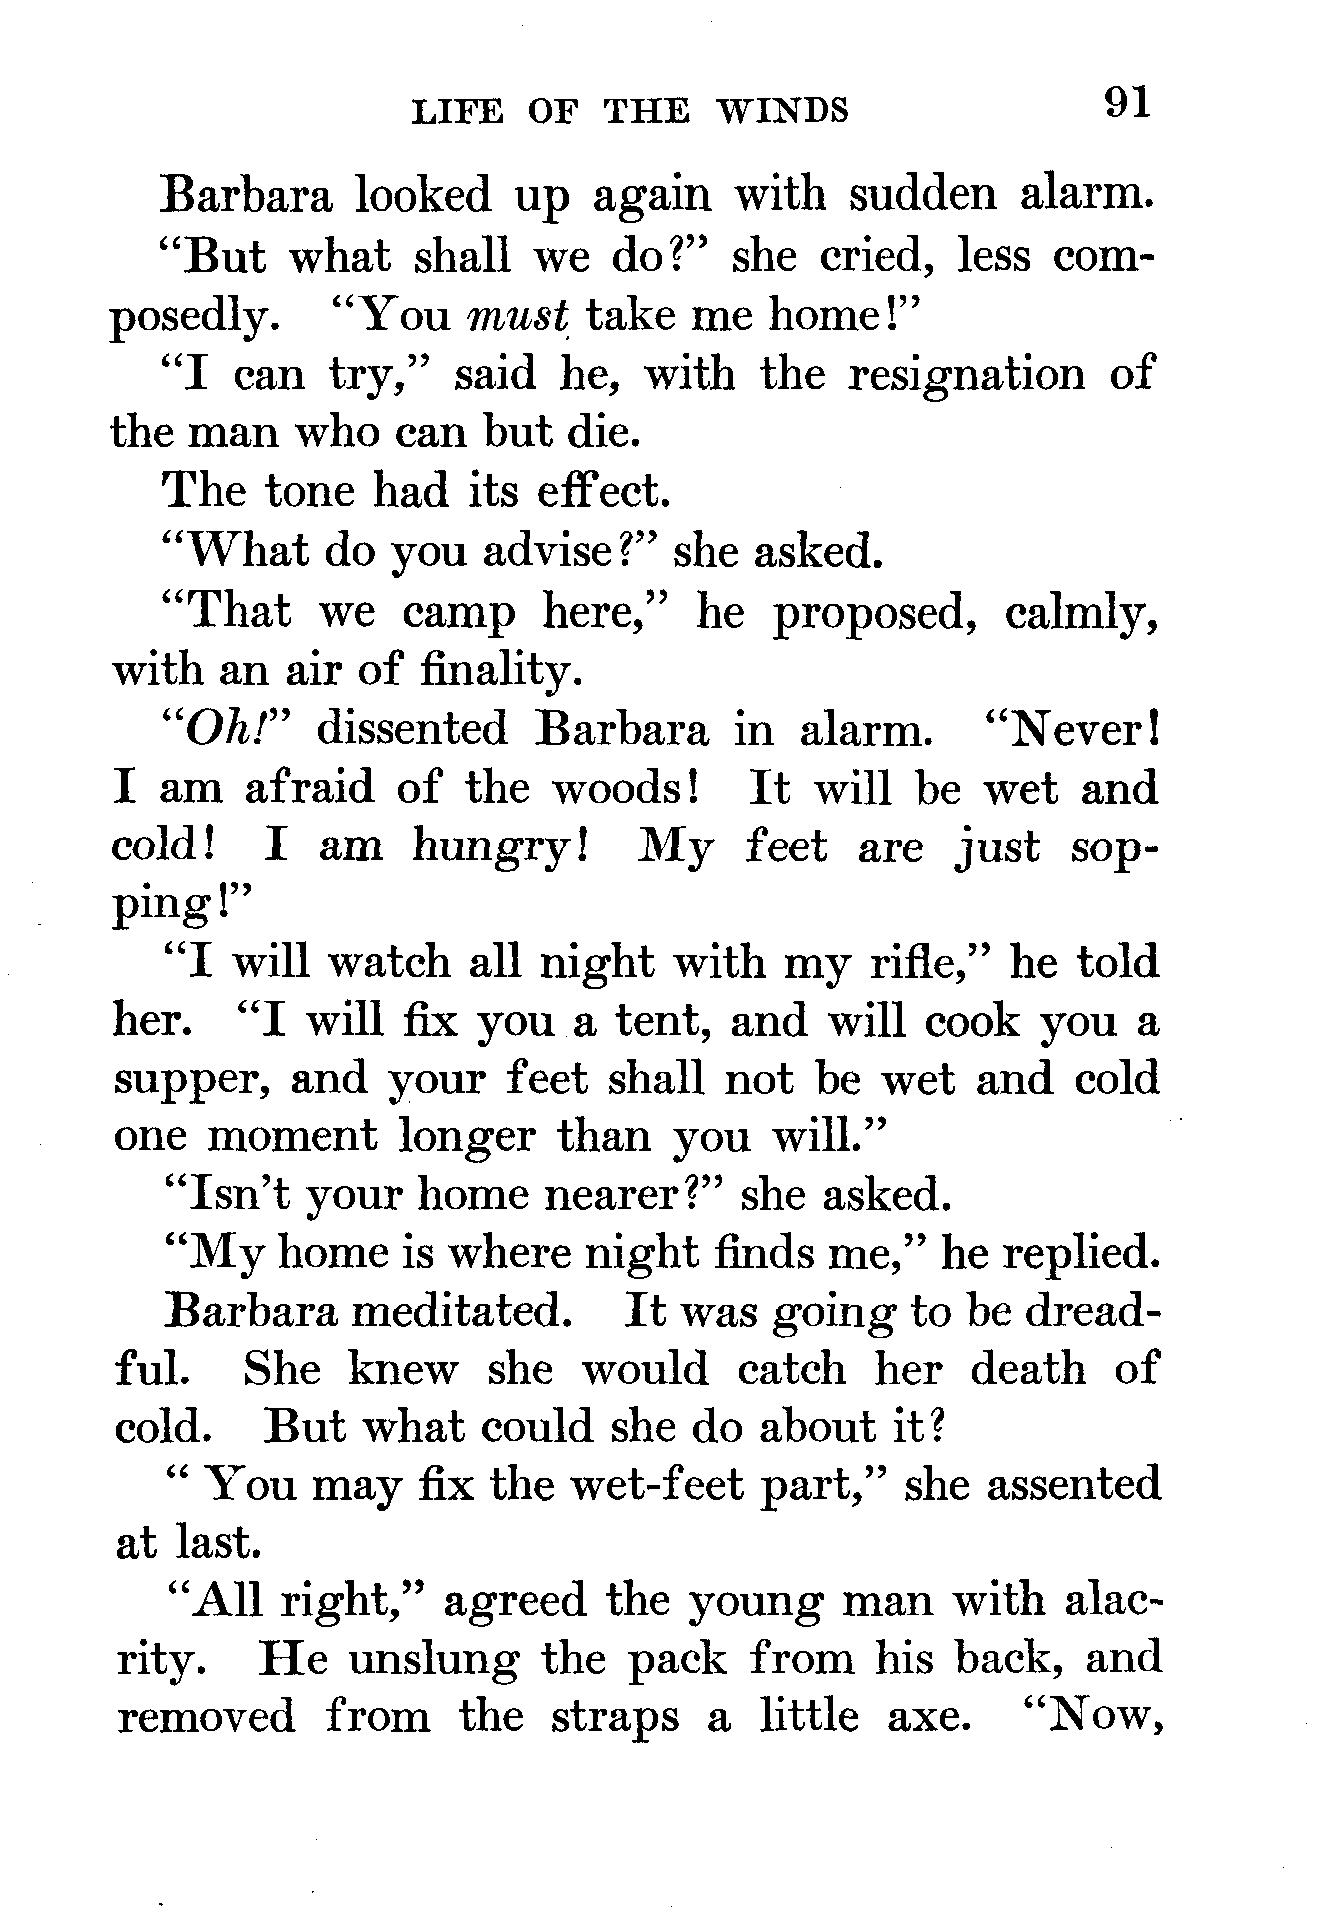 LIFE OF THE WINDS 91
Barbara looked up again with sudden alarm.
“But what shall we do?” she cried, less com-
posedly. “You must take me home!”
“I can try,” said he, with the resignation of
the man who can but die.
The tone had its effect.
“What do you advise?” she asked.
“That we camp here,” he proposed, calmly,
with an air of finality.
“Oh!” dissented Barbara in alarm. “Never!
I am afraid of the woods! It will be wet and
cold! I am hungry! My feet are just sop-
ping!”
“I will watch all night with my rifle,” he told
her. “I will fix you a tent, and will cook you a
supper, and your feet shall not be wet and cold
one moment longer than you will.”
“Isn’t your home nearer?” she asked.
“My home is where night finds me,” he replied.
Barbara meditated. It was going to be dread-
ful. She knew she would catch her death of
cold. But what could she do about it?
“ You may fix the wet-feet part,” she assented
at last.
“All right,” agreed the young man with alac-
rity. He unslung the pack from his back, and
removed from the straps a little axe. “Now,